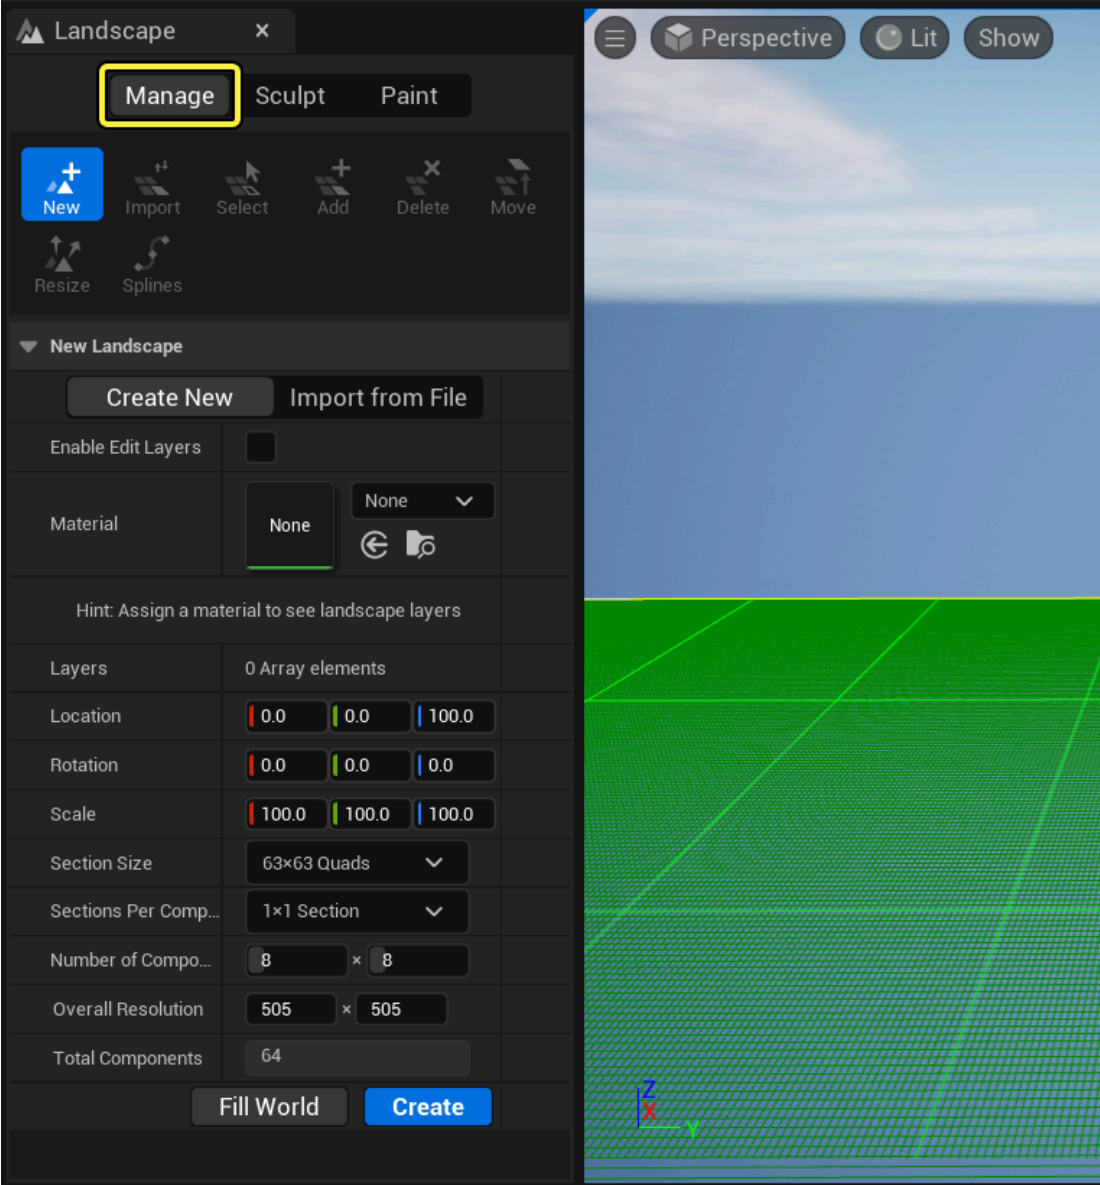 Landscape ×
Perspective Lit Show
Manage Sculpt Paint
New Import Select Add Delete Move
Resize Splines
New Landscape
Create New Import from File
Enable Edit Layers
Material None None
Hint: Assign a material to see landscape layers
Layers 0 Array elements
Location 0.0 0.0 100.0
Rotation 0.0 0.0 0.0
Scale 100.0 100.0 100.0
Section Size 63×63 Quads
Sections Per Comp... 1×1 Section
Number of Compo... 8 × 8
Overall Resolution 505 × 505
Total Components 64
Fill World Create
Z
X
Y